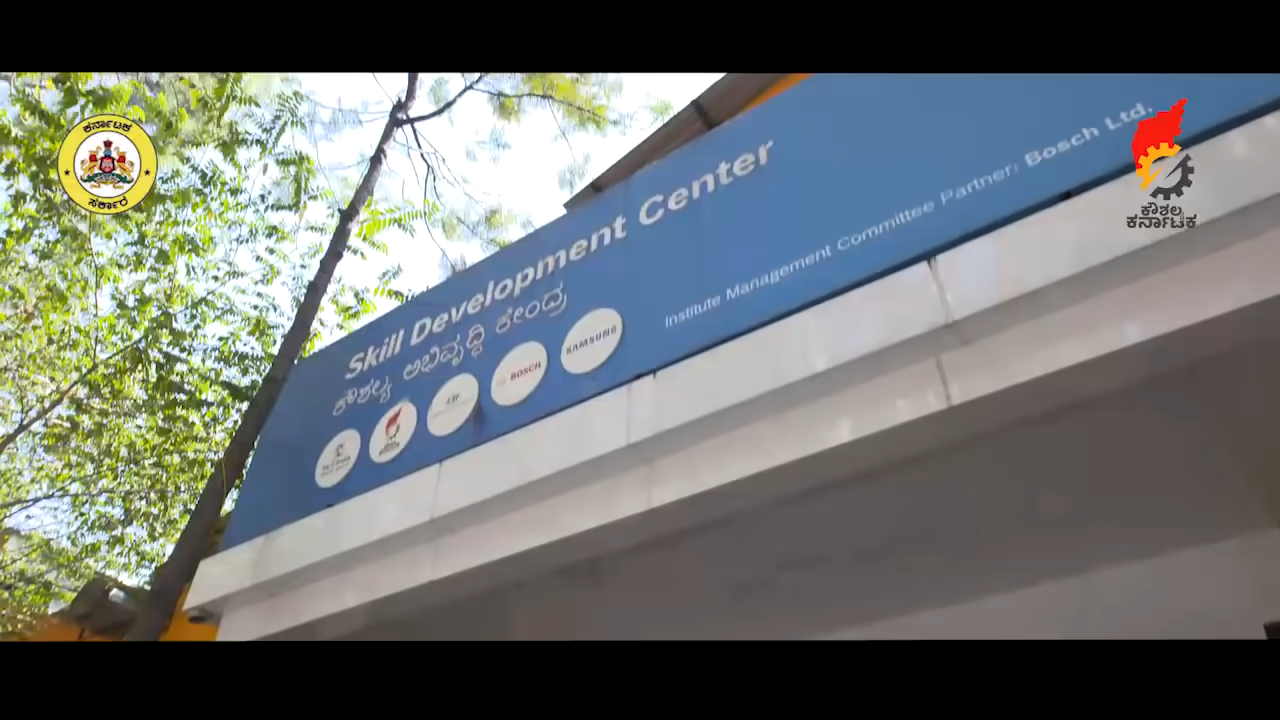 ಕರ್ನಾಟಕ
ಸರ್ಕಾರ
ಕೌಶಲ್ಯ
ಕರ್ನಾಟಕ
Skill Development Center
ಕೌಶಲ್ಯ ಅಭಿವೃದ್ಧಿ ಕೇಂದ್ರ
BOSCH
SAMSUNG
Institute Management Committee Partner: Bosch Ltd.